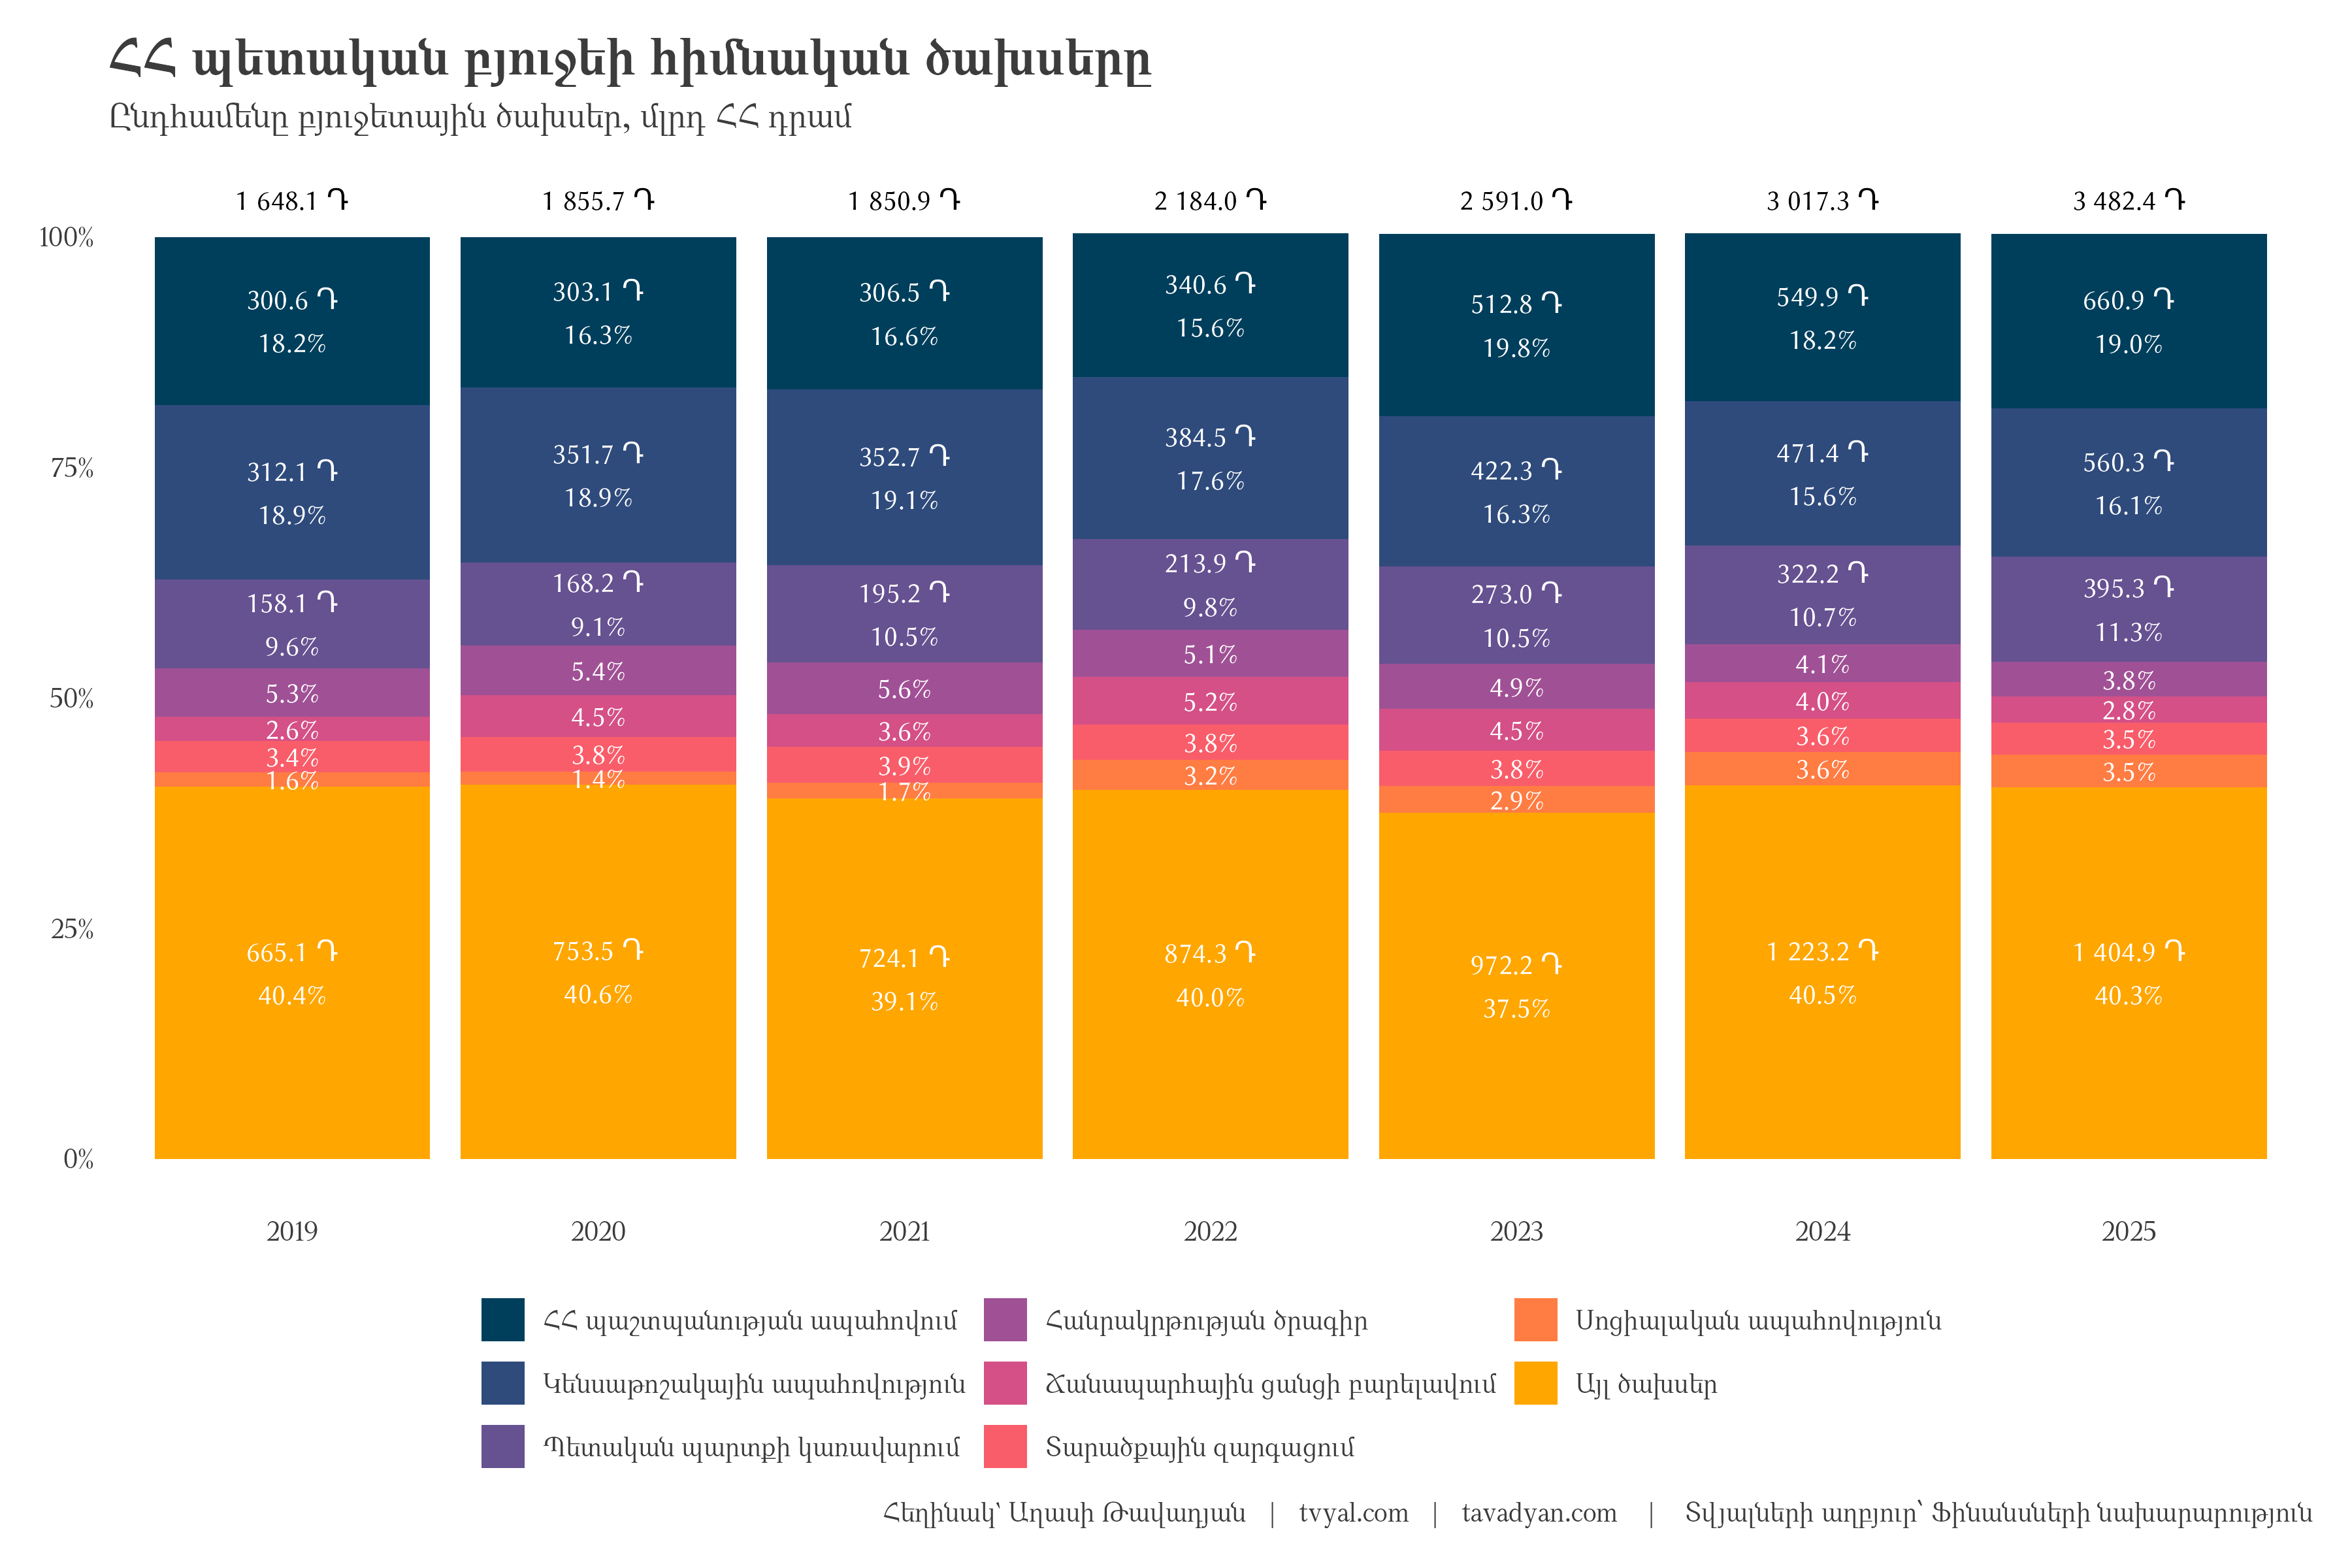 ՀՀ պետական բյուջեի հիմնական ծախսերը
Ընդհամենը բյուջետային ծախսեր, մլրդ ՀՀ դրամ
1 648.1 Դ 1 855.7 Դ 1 850.9 Դ 2 184.0 Դ 2 591.0 Դ 3 017.3 Դ 3 482.4 Դ
100%
75%
50%
25%
0%
300.6 Դ
18.2%
312.1 Դ
18.9%
158.1 Դ
9.6%
5.3%
2.6%
3.4%
1.6%
665.1 Դ
40.4%
303.1 Դ
16.3%
351.7 Դ
18.9%
168.2 Դ
9.1%
5.4%
4.5%
3.8%
1.4%
753.5 Դ
40.6%
306.5 Դ
16.6%
352.7 Դ
19.1%
195.2 Դ
10.5%
5.6%
3.6%
3.9%
1.7%
724.1 Դ
39.1%
340.6 Դ
15.6%
384.5 Դ
17.6%
213.9 Դ
9.8%
5.1%
5.2%
3.8%
3.2%
874.3 Դ
40.0%
512.8 Դ
19.8%
422.3 Դ
16.3%
273.0 Դ
10.5%
4.9%
4.5%
3.8%
2.9%
972.2 Դ
37.5%
549.9 Դ
18.2%
471.4 Դ
15.6%
322.2 Դ
10.7%
4.1%
4.0%
3.6%
3.6%
1 223.2 Դ
40.5%
660.9 Դ
19.0%
560.3 Դ
16.1%
395.3 Դ
11.3%
3.8%
2.8%
3.5%
3.5%
1 404.9 Դ
40.3%
2019 2020 2021 2022 2023 2024 2025
ՀՀ պաշտպանության ապահովում
Կենսաթոշակային ապահովություն
Պետական պարտքի կառավարում
Հանրակրթության ծրագիր
Ճանապարհային ցանցի բարելավում
Տարածքային զարգացում
Սոցիալական ապահովություն
Այլ ծախսեր
Հեղինակ՝ Աղասի Թավադյան | tvyal.com | tavadyan.com | Տվյալների աղբյուր՝ Ֆինանսների նախարարություն